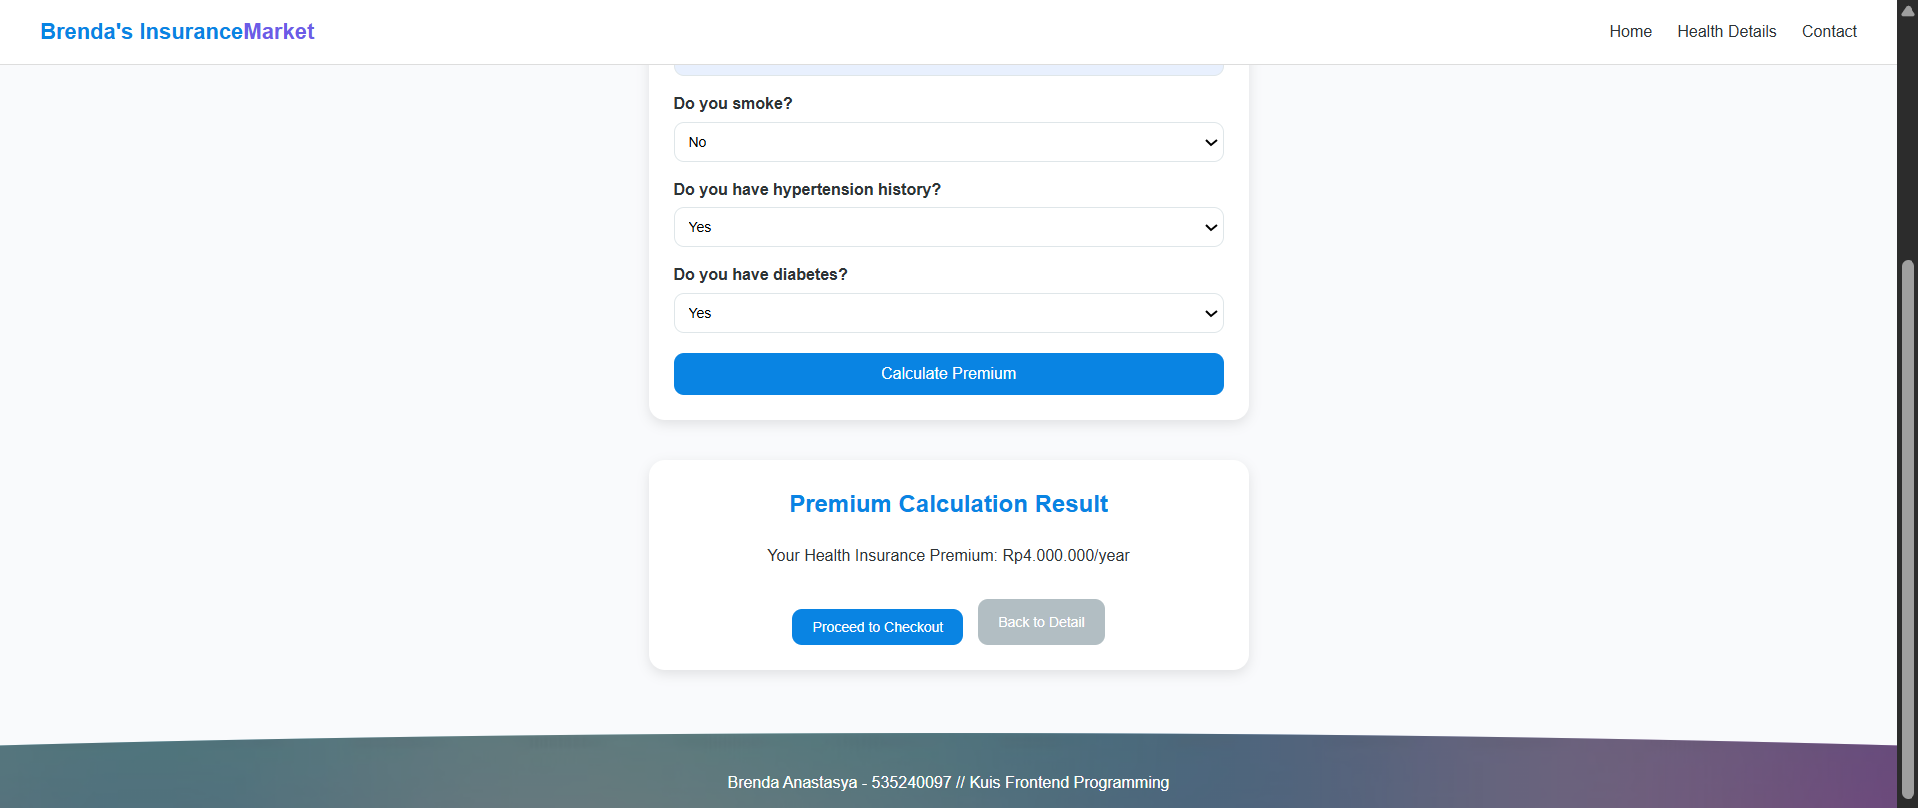 Brenda's InsuranceMarket
Home
Health Details
Contact
Do you smoke?
No
Do you have hypertension history?
Yes
Do you have diabetes?
Yes
Calculate Premium
Premium Calculation Result
Your Health Insurance Premium: Rp4.000.000/year
Proceed to Checkout
Back to Detail
Brenda Anastasya - 535240097 // Kuis Frontend Programming